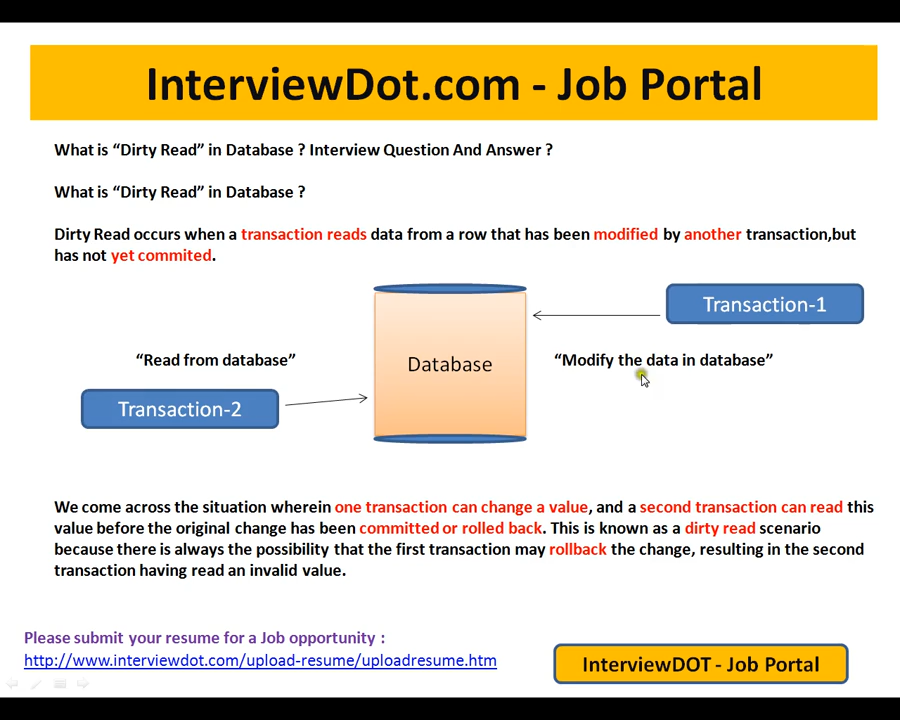 InterviewDot.com - Job Portal
What is “Dirty Read” in Database ? Interview Question And Answer ?
What is “Dirty Read” in Database ?
Dirty Read occurs when a transaction reads data from a row that has been modified by another transaction,but
has not yet commited.
Transaction-1
“Read from database”
Database
“Modify the data in database”
Transaction-2
We come across the situation wherein one transaction can change a value, and a second transaction can read this
value before the original change has been committed or rolled back. This is known as a dirty read scenario
because there is always the possibility that the first transaction may rollback the change, resulting in the second
transaction having read an invalid value.
Please submit your resume for a Job opportunity :
http://www.interviewdot.com/upload-resume/uploadresume.htm
InterviewDOT - Job Portal